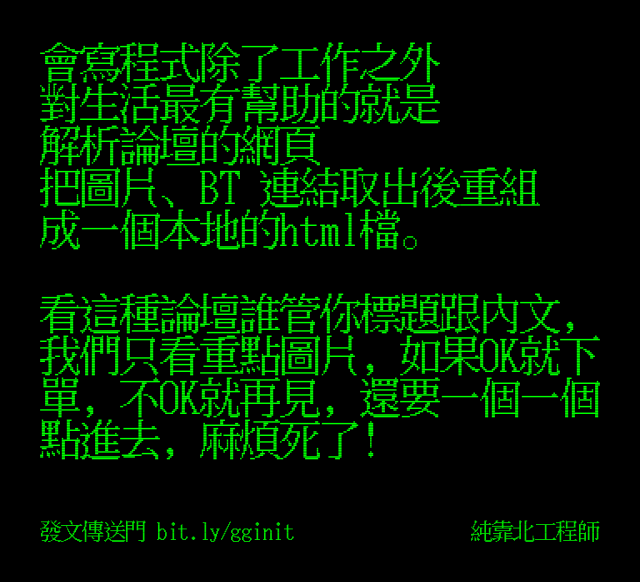 會寫程式除了工作之外
對生活最有幫助的就是
解析論壇的網頁
把圖片、BT 連結取出後重組
成一個本地的html檔。
看這種論壇誰管你標題跟內文，
我們只看重點圖片，如果OK就下
單，不OK就再見，還要一個一個
點進去，麻煩死了!
發文傳送門 bit.ly/gginit
純靠北工程師